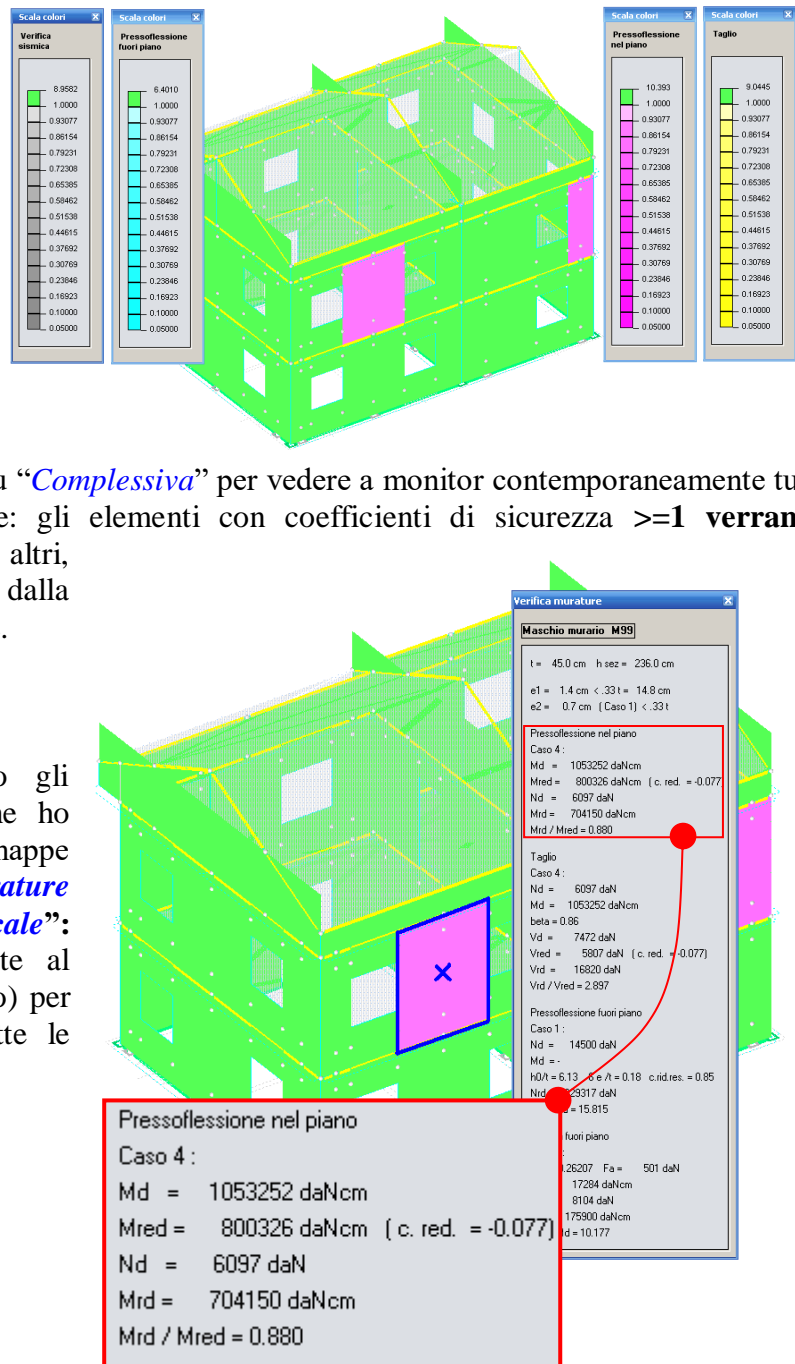 Scala colori X
Verifica
sismica
8.9582
1.0000
0.93077
0.86154
0.79231
0.72308
0.65385
0.58462
0.51538
0.44615
0.37692
0.30769
0.23846
0.16923
0.10000
0.05000
Scala colori X
Pressoflessione
fuori piano
6.4010
1.0000
0.93077
0.86154
0.79231
0.72308
0.65385
0.58462
0.51538
0.44615
0.37692
0.30769
0.23846
0.16923
0.10000
0.05000
Scala colori X
Pressoflessione
nel piano
10.393
1.0000
0.93077
0.86154
0.79231
0.72308
0.65385
0.58462
0.51538
0.44615
0.37692
0.30769
0.23846
0.16923
0.10000
0.05000
Scala colori X
Taglio
9.0445
1.0000
0.93077
0.86154
0.79231
0.72308
0.65385
0.58462
0.51538
0.44615
0.37692
0.30769
0.23846
0.16923
0.10000
0.05000
u “Complessiva” per vedere a monitor contemporaneamente tu
e: gli elementi con coefficienti di sicurezza >=1 verran
altri,
dalla
.
o gli
ne ho
nappe
rature
cale”:
te al
o) per
tte le
Verifica murature X
Maschio murario M99
t = 45.0 cm h sez = 236.0 cm
e1 = 1.4 cm < .33 t = 14.8 cm
e2 = 0.7 cm ( Caso 1) < .33 t
Pressoflessione nel piano
Caso 4 :
Md = 1053252 daNcm
Mred = 800326 daNcm ( c. red. = -0.077)
Nd = 6097 daN
Mrd = 704150 daNcm
Mrd / Mred = 0.880
Taglio
Caso 4 :
Nd = 6097 daN
Md = 1053252 daNcm
beta = 0.86
Vd = 7472 daN
Vred = 5807 daN ( c. red. = -0.077)
Vrd = 16820 daN
Vrd / Vred = 2.897
Pressoflessione fuori piano
Caso 1 :
Nd = 14500 daN
Md = -
h0/t = 6.13 6 e /t = 0.18 c.rid.res. = 0.85
Nrd 29317 daN
= 15.815
fuori piano
:
0.26207 Fa = 501 daN
17284 daNcm
8104 daN
175900 daNcm
d = 10.177
Pressoflessione nel piano
Caso 4 :
Md = 1053252 daNcm
Mred = 800326 daNcm ( c. red. = -0.077)
Nd = 6097 daN
Mrd = 704150 daNcm
Mrd / Mred = 0.880